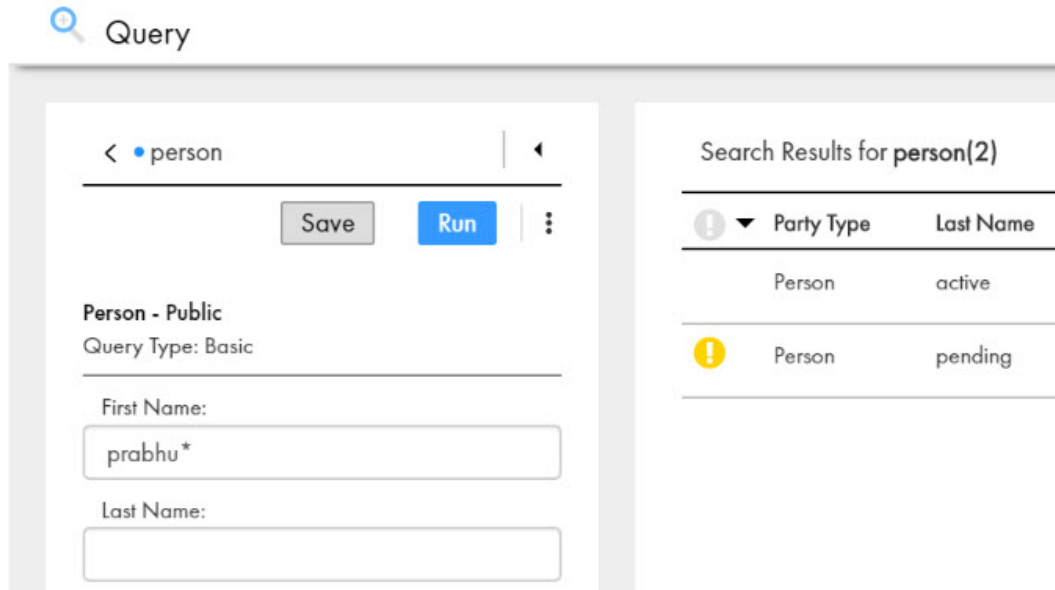 Query
person
Save Run
Person - Public
Query Type: Basic
First Name:
prabhu*
Last Name:
Search Results for person(2)
Party Type Last Name
Person active
Person pending